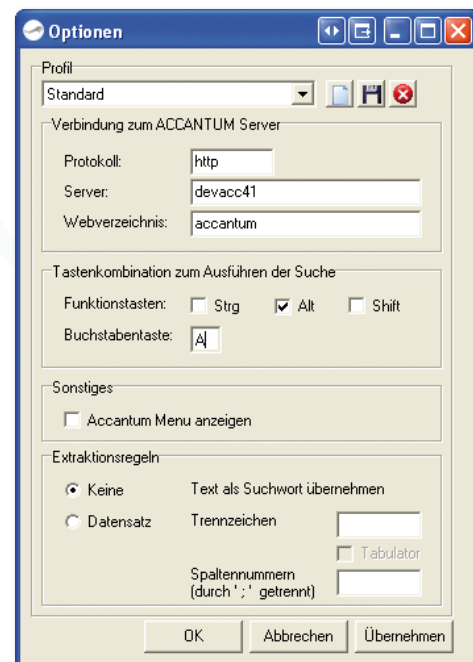 Optionen
Profil
Standard
Verbindung zum ACCANTUM Server
Protokoll: http
Server: devacc41
Webverzeichnis: accantum
Tastenkombination zum Ausführen der Suche
Funktionstasten: Strg Alt Shift
Buchstabentaste: A
Sonstiges
Accantum Menu anzeigen
Extraktionsregeln
Keine Text als Suchwort übernehmen
Datensatz Trennzeichen
Tabulator
Spaltennummern
(durch ' ; ' getrennt)
OK Abbrechen Übernehmen